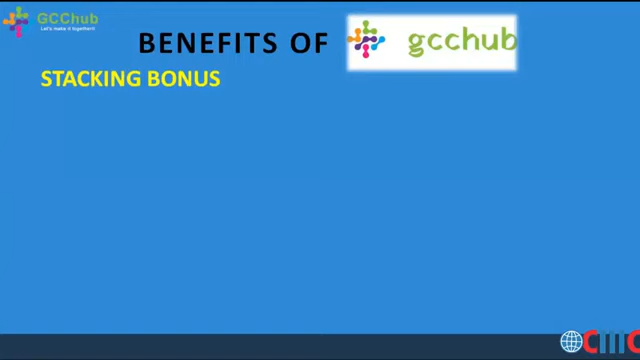 GCChub
Let's make it together!!
BENEFITS OF gcchub
STACKING BONUS